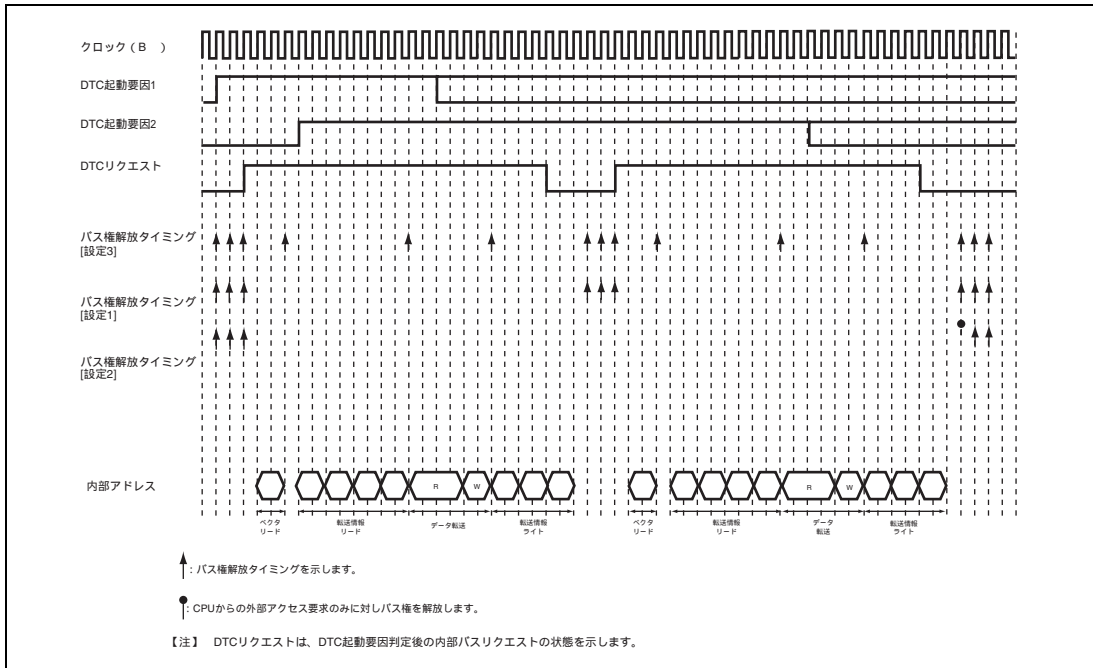 クロック ( B　)
DTC起動要因1
DTC起動要因2
DTCリクエスト
バス権解放タイミング
[設定3]
バス権解放タイミング
[設定1]
バス権解放タイミング
[設定2]
内部アドレス
R W R W
ベクタ
リード
転送情報
リード
データ転送
転送情報
ライト
ベクタ
リード
転送情報
リード
データ
転送
転送情報
ライト
: バス権解放タイミングを示します。
: CPUからの外部アクセス要求のみに対しバス権を解放します。
【注】 DTCリクエストは、DTC起動要因判定後の内部バスリクエストの状態を示します。